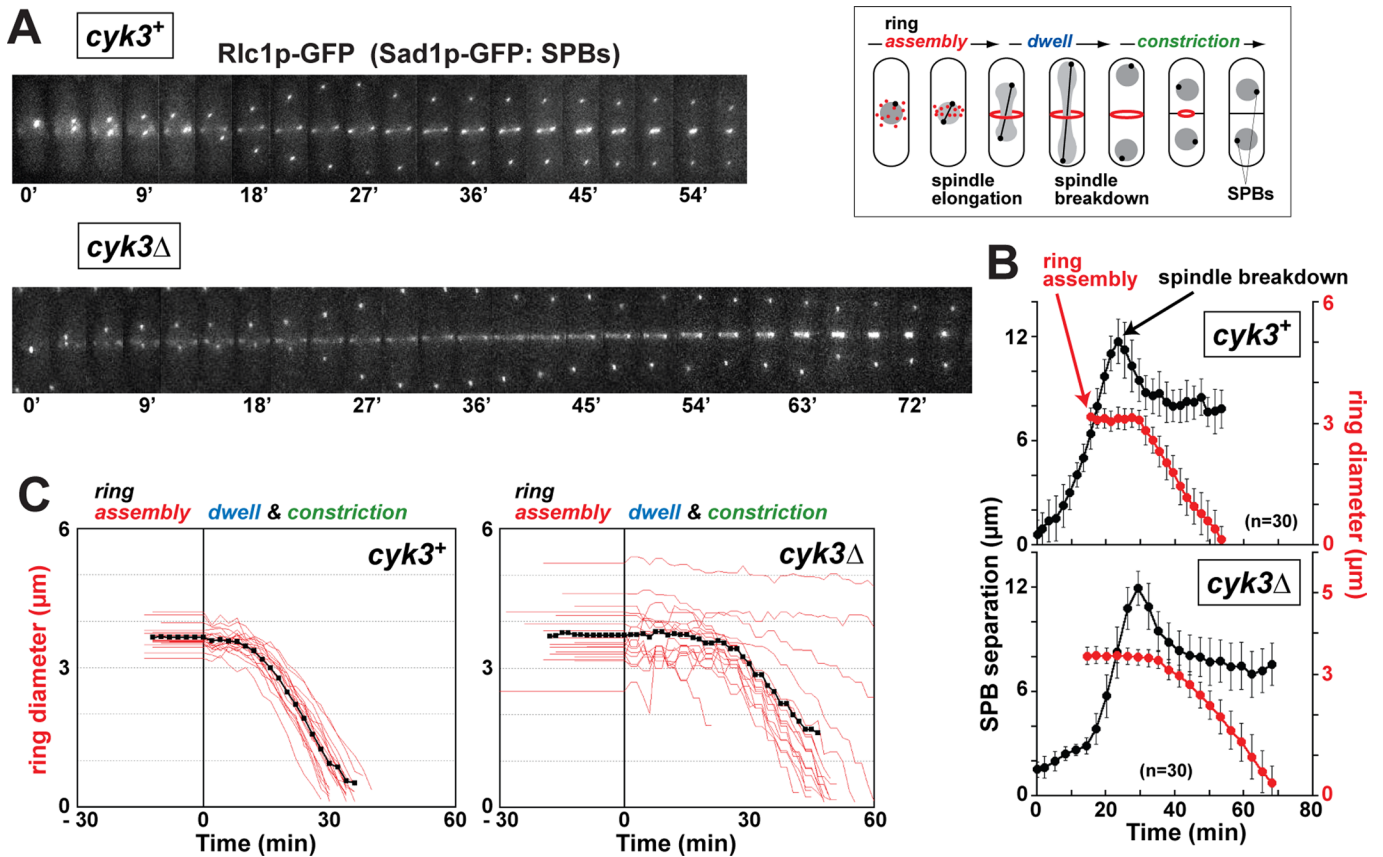 A
cyk3+
Rlc1p-GFP (Sad1p-GFP: SPBs)
0’ 9’ 18’ 27’ 36’ 45’ 54’
cyk3Δ
0’ 9’ 18’ 27’ 36’ 45’ 54’ 63’ 72’
ring
assembly dwell constriction
spindle
elongation
spindle
breakdown
SPBs
B
ring
assembly
spindle breakdown
cyk3+
12
6
0
6
3
0
(n=30)
cyk3Δ
12
6
0
5
3
0
(n=30)
SPB separation (μm)
ring diameter (μm)
0 20 40 60 80
Time (min)
C
ring
assembly dwell & constriction
cyk3+
6
3
0
ring diameter (μm)
- 30 0 30 60
Time (min)
ring
assembly dwell & constriction
cyk3Δ
6
3
0
- 30 0 30 60
Time (min)